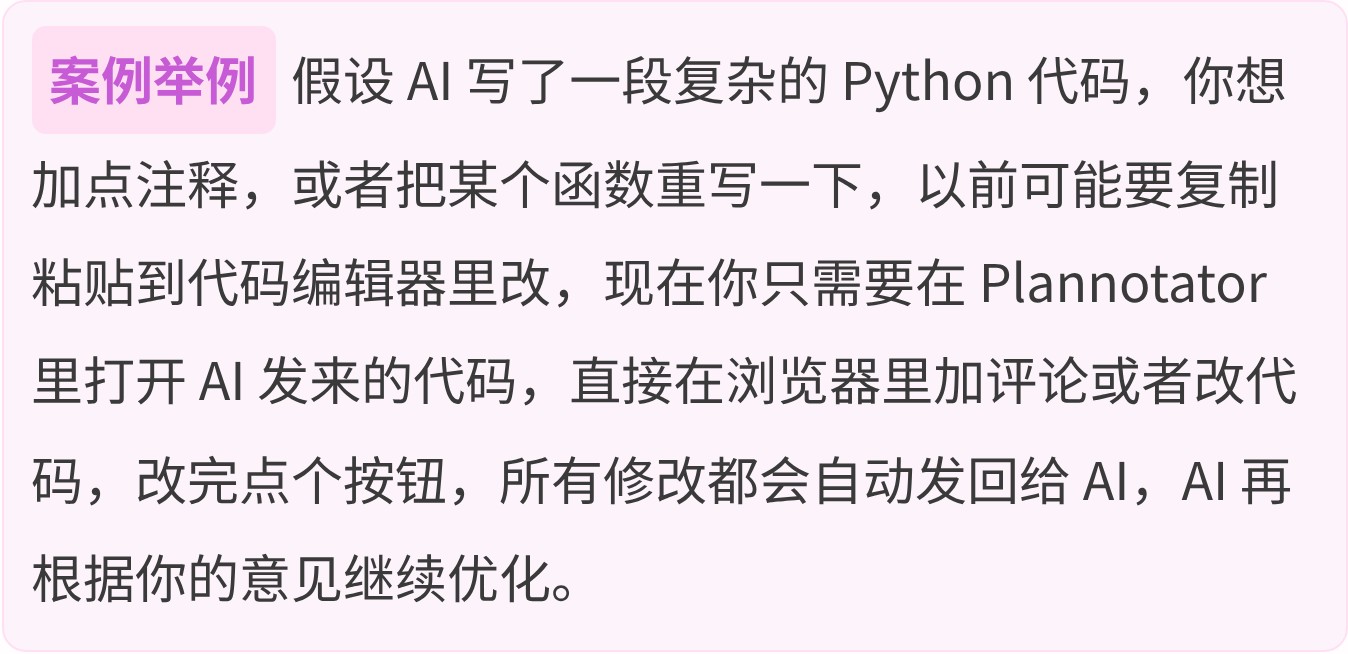 案例举例 假设 AI 写了一段复杂的 Python 代码，你想
加点注释，或者把某个函数重写一下，以前可能要复制
粘贴到代码编辑器里改，现在你只需要在 Plannotator
里打开 AI 发来的代码，直接在浏览器里加评论或者改代
码，改完点个按钮，所有修改都会自动发回给 AI，AI 再
根据你的意见继续优化。